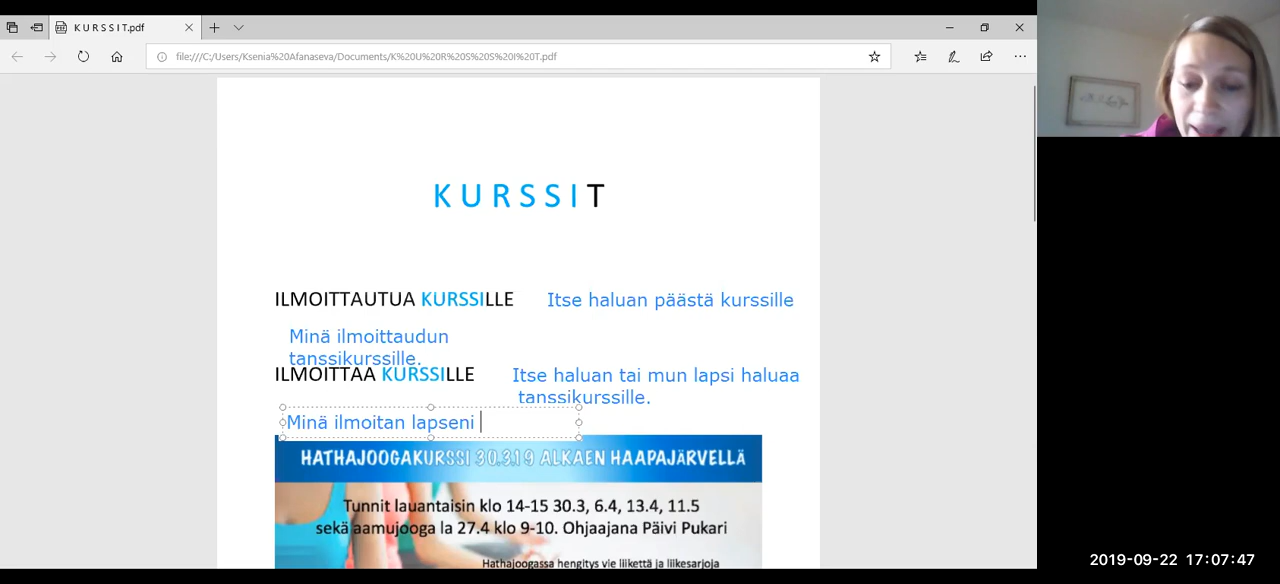 K U R S S I T.pdf
file:///C:/Users/Ksenia%20Afanaseva/Documents/K%20U%20R%20S%20S%20I%20T.pdf
K U R S S I T
ILMOITTAUTUA KURSSILLE
Itse haluan päästä kurssille
Minä ilmoittaudun
tanssikurssille.
ILMOITTAA KURSSILLE
Itse haluan tai mun lapsi haluaa
tanssikurssille.
Minä ilmoitan lapseni
HATHAJOOGAKURSSI 30.3.19 ALKAEN HAAPAJÄRVELLÄ
Tunnit lauantaisin klo 14-15 30.3, 6.4, 13.4, 11.5
sekä aamujooga la 27.4 klo 9-10. Ohjaajana Päivi Pukari
Hathajoogassa hengitys vie liikettä ja liikesarjoja
2019-09-22 17:07:47